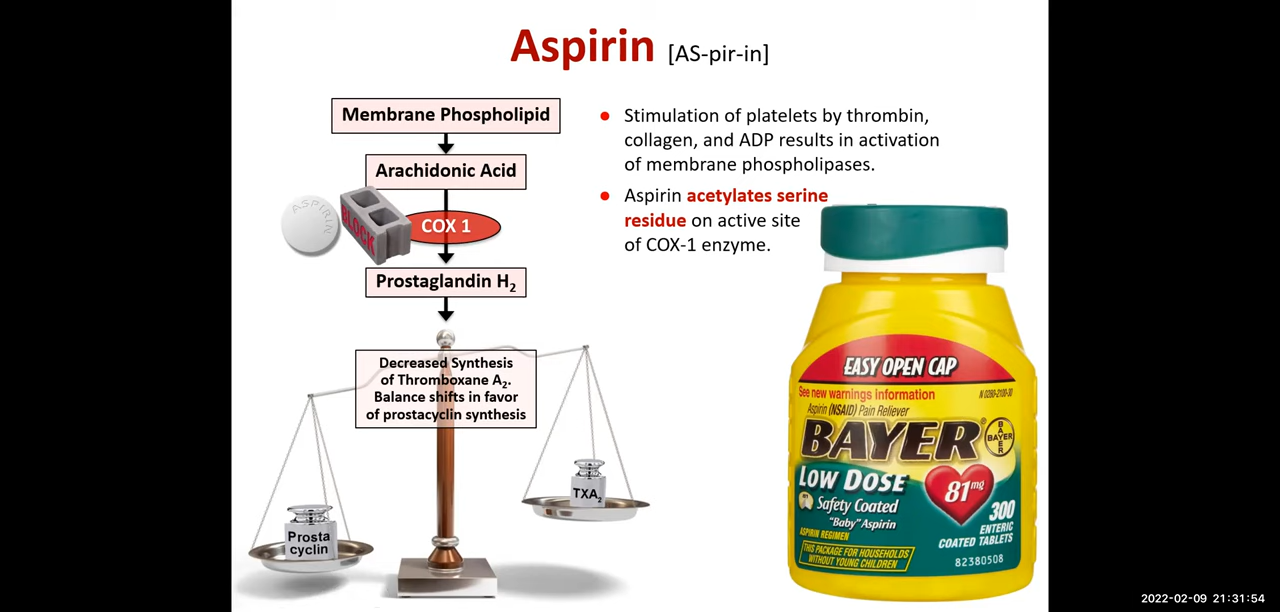 Aspirin [AS-pir-in]
Membrane Phospholipid
Arachidonic Acid
ASPIRIN
BLOCK
COX 1
Prostaglandin H₂
Decreased Synthesis
of Thromboxane A₂.
Balance shifts in favor
of prostacyclin synthesis
Prosta
cyclin
TXA₂
• Stimulation of platelets by thrombin,
collagen, and ADP results in activation
of membrane phospholipases.
• Aspirin acetylates serine
residue on active site
of COX-1 enzyme.
EASY OPEN CAP
See new warnings information
Aspirin (NSAID) Pain Reliever
BAYER®
BAYER
BAYER
LOW DOSE
81mg
Safety Coated
"Baby" Aspirin
300
ENTERIC
COATED TABLETS
ASPIRIN REGIMEN
THIS PACKAGE FOR HOUSEHOLDS
WITHOUT YOUNG CHILDREN
82380508
2022-02-09 21:31:54